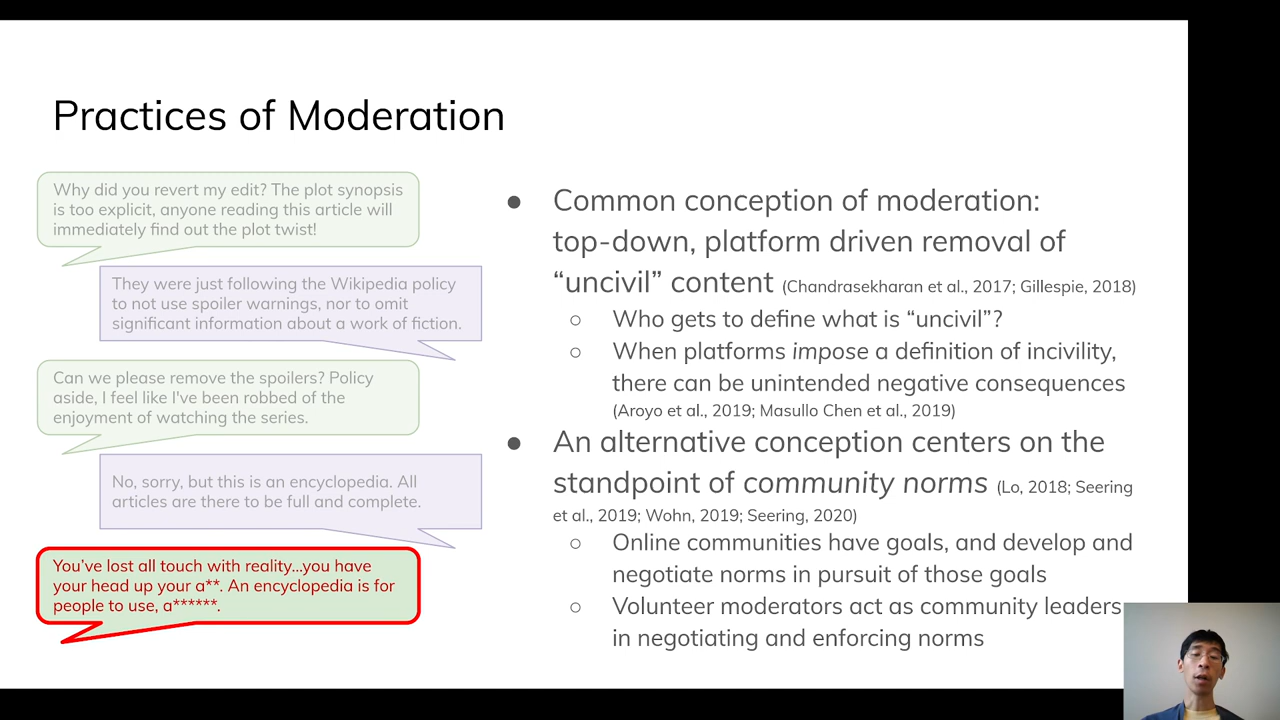 Practices of Moderation
Why did you revert my edit? The plot synopsis
is too explicit, anyone reading this article will
immediately find out the plot twist!
They were just following the Wikipedia policy
to not use spoiler warnings, nor to omit
significant information about a work of fiction.
Can we please remove the spoilers? Policy
aside, I feel like I've been robbed of the
enjoyment of watching the series.
No, sorry, but this is an encyclopedia. All
articles are there to be full and complete.
You’ve lost all touch with reality...you have
your head up your a**. An encyclopedia is for
people to use, a******.
● Common conception of moderation:
top-down, platform driven removal of
“uncivil” content (Chandrasekharan et al., 2017; Gillespie, 2018)
○ Who gets to define what is “uncivil”?
○ When platforms impose a definition of incivility,
there can be unintended negative consequences
(Aroyo et al., 2019; Masullo Chen et al., 2019)
● An alternative conception centers on the
standpoint of community norms (Lo, 2018; Seering
et al., 2019; Wohn, 2019; Seering, 2020)
○ Online communities have goals, and develop and
negotiate norms in pursuit of those goals
○ Volunteer moderators act as community leaders
in negotiating and enforcing norms